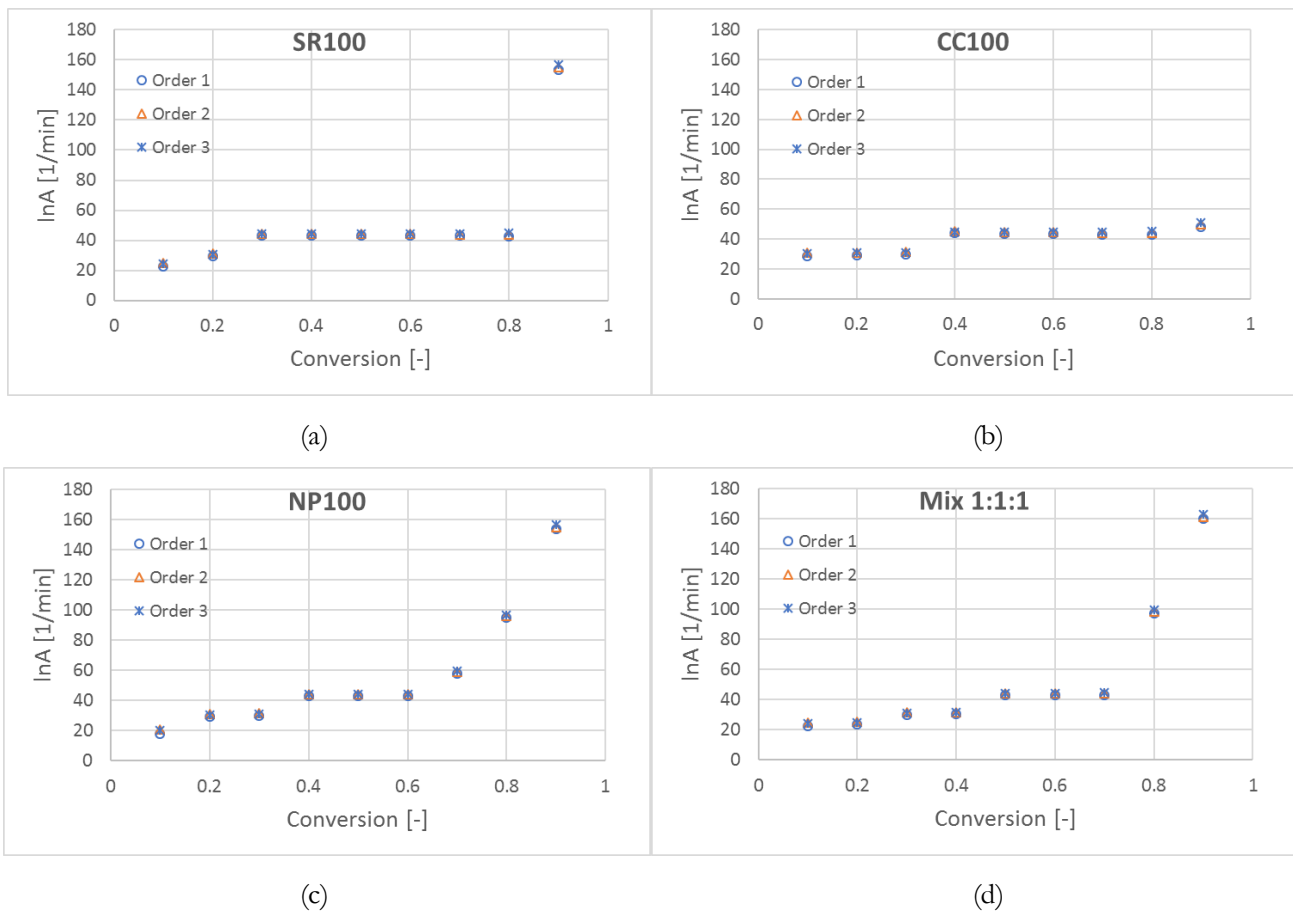 SR100
180
160
140
120
100
80
60
40
20
0
lnA [1/min]
Order 1
Order 2
Order 3
0 0.2 0.4 0.6 0.8 1
Conversion [-]
(a)
CC100
180
160
140
120
100
80
60
40
20
0
lnA [1/min]
Order 1
Order 2
Order 3
0 0.2 0.4 0.6 0.8 1
Conversion [-]
(b)
NP100
180
160
140
120
100
80
60
40
20
0
lnA [1/min]
Order 1
Order 2
Order 3
0 0.2 0.4 0.6 0.8 1
Conversion [-]
(c)
Mix 1:1:1
180
160
140
120
100
80
60
40
20
0
lnA [1/min]
Order 1
Order 2
Order 3
0 0.2 0.4 0.6 0.8 1
Conversion [-]
(d)